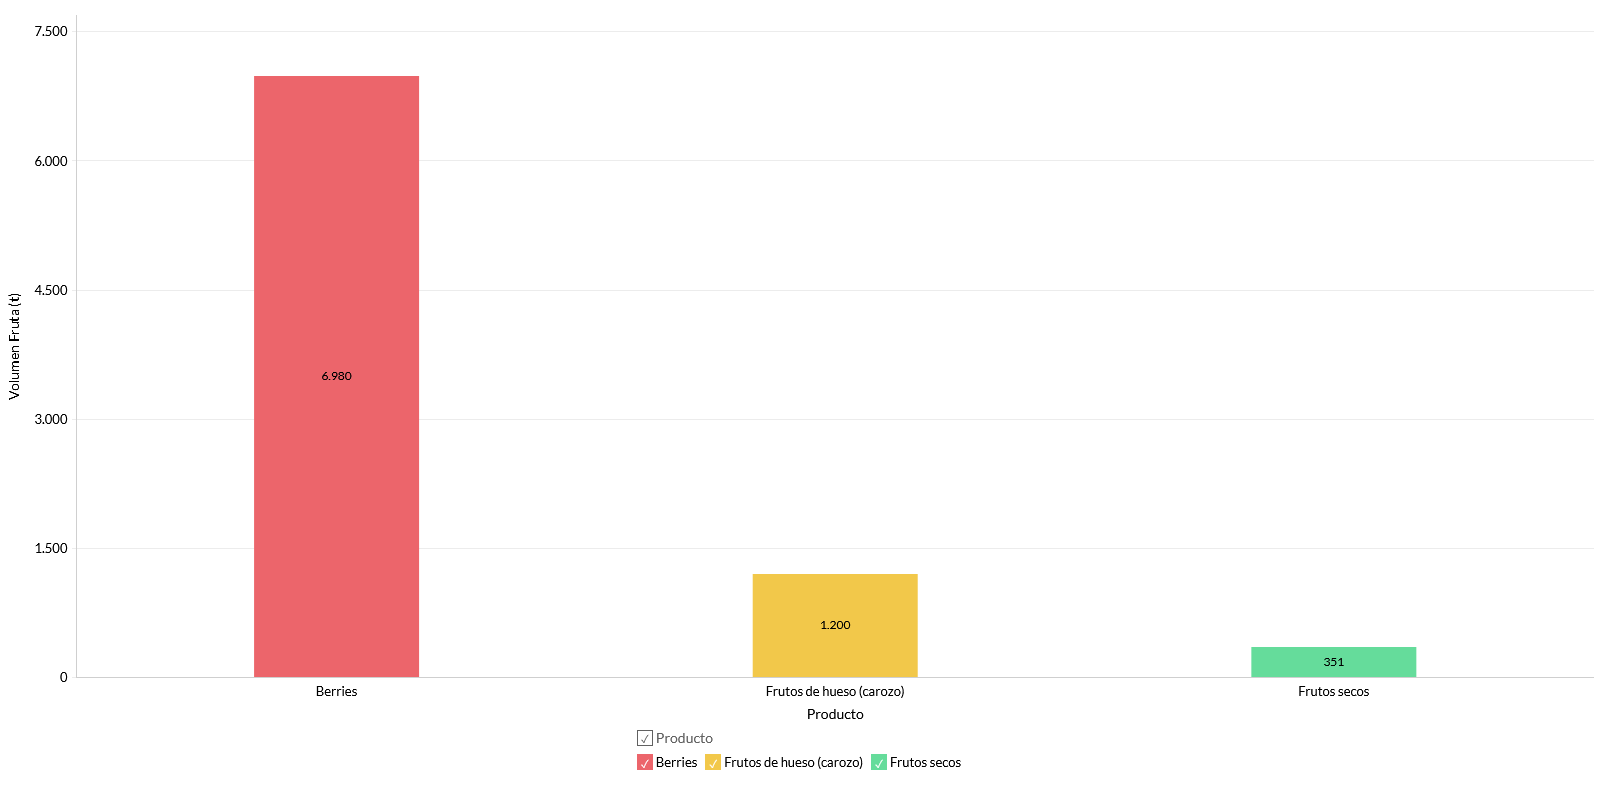 7.500
6.000
4.500
3.000
1.500
0
Volumen Fruta (t)
6.980
1.200
351
Berries
Frutos de hueso (carozo)
Frutos secos
Producto
Producto
Berries Frutos de hueso (carozo) Frutos secos